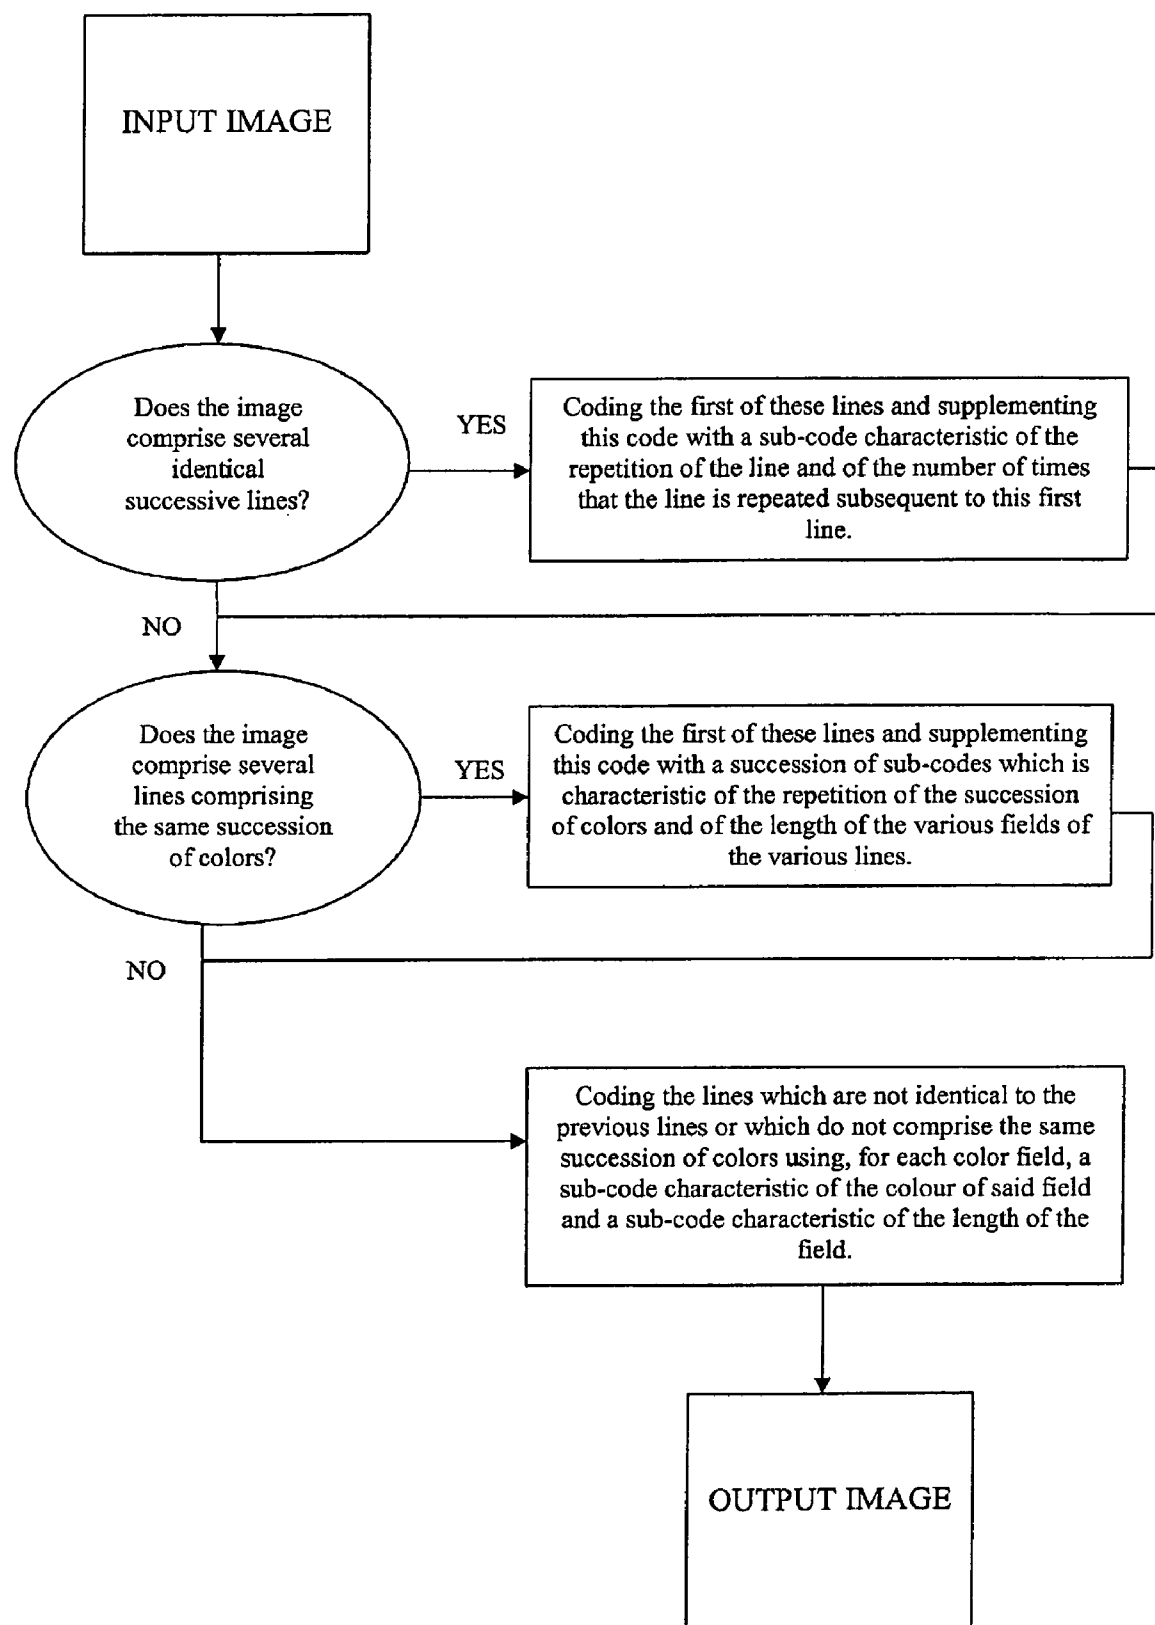 INPUT IMAGE
Does the image
comprise several
identical
successive lines?
YES
Coding the first of these lines and supplementing
this code with a sub-code characteristic of the
repetition of the line and of the number of times
that the line is repeated subsequent to this first
line.
NO
Does the image
comprise several
lines comprising
the same succession
of colors?
YES
Coding the first of these lines and supplementing
this code with a succession of sub-codes which is
characteristic of the repetition of the succession
of colors and of the length of the various fields of
the various lines.
NO
Coding the lines which are not identical to the
previous lines or which do not comprise the same
succession of colors using, for each color field, a
sub-code characteristic of the colour of said field
and a sub-code characteristic of the length of the
field.
OUTPUT IMAGE